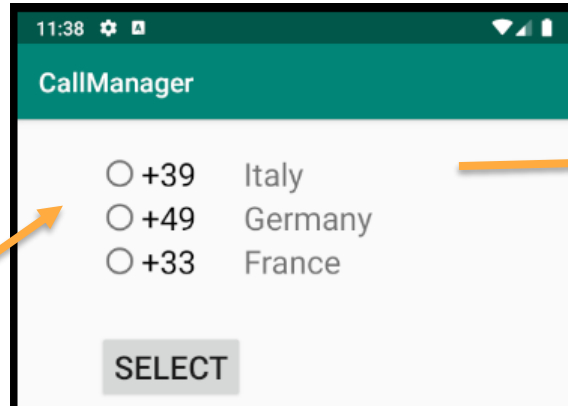 11:38 A
CallManager
+39 Italy
+49 Germany
+33 France
SELECT